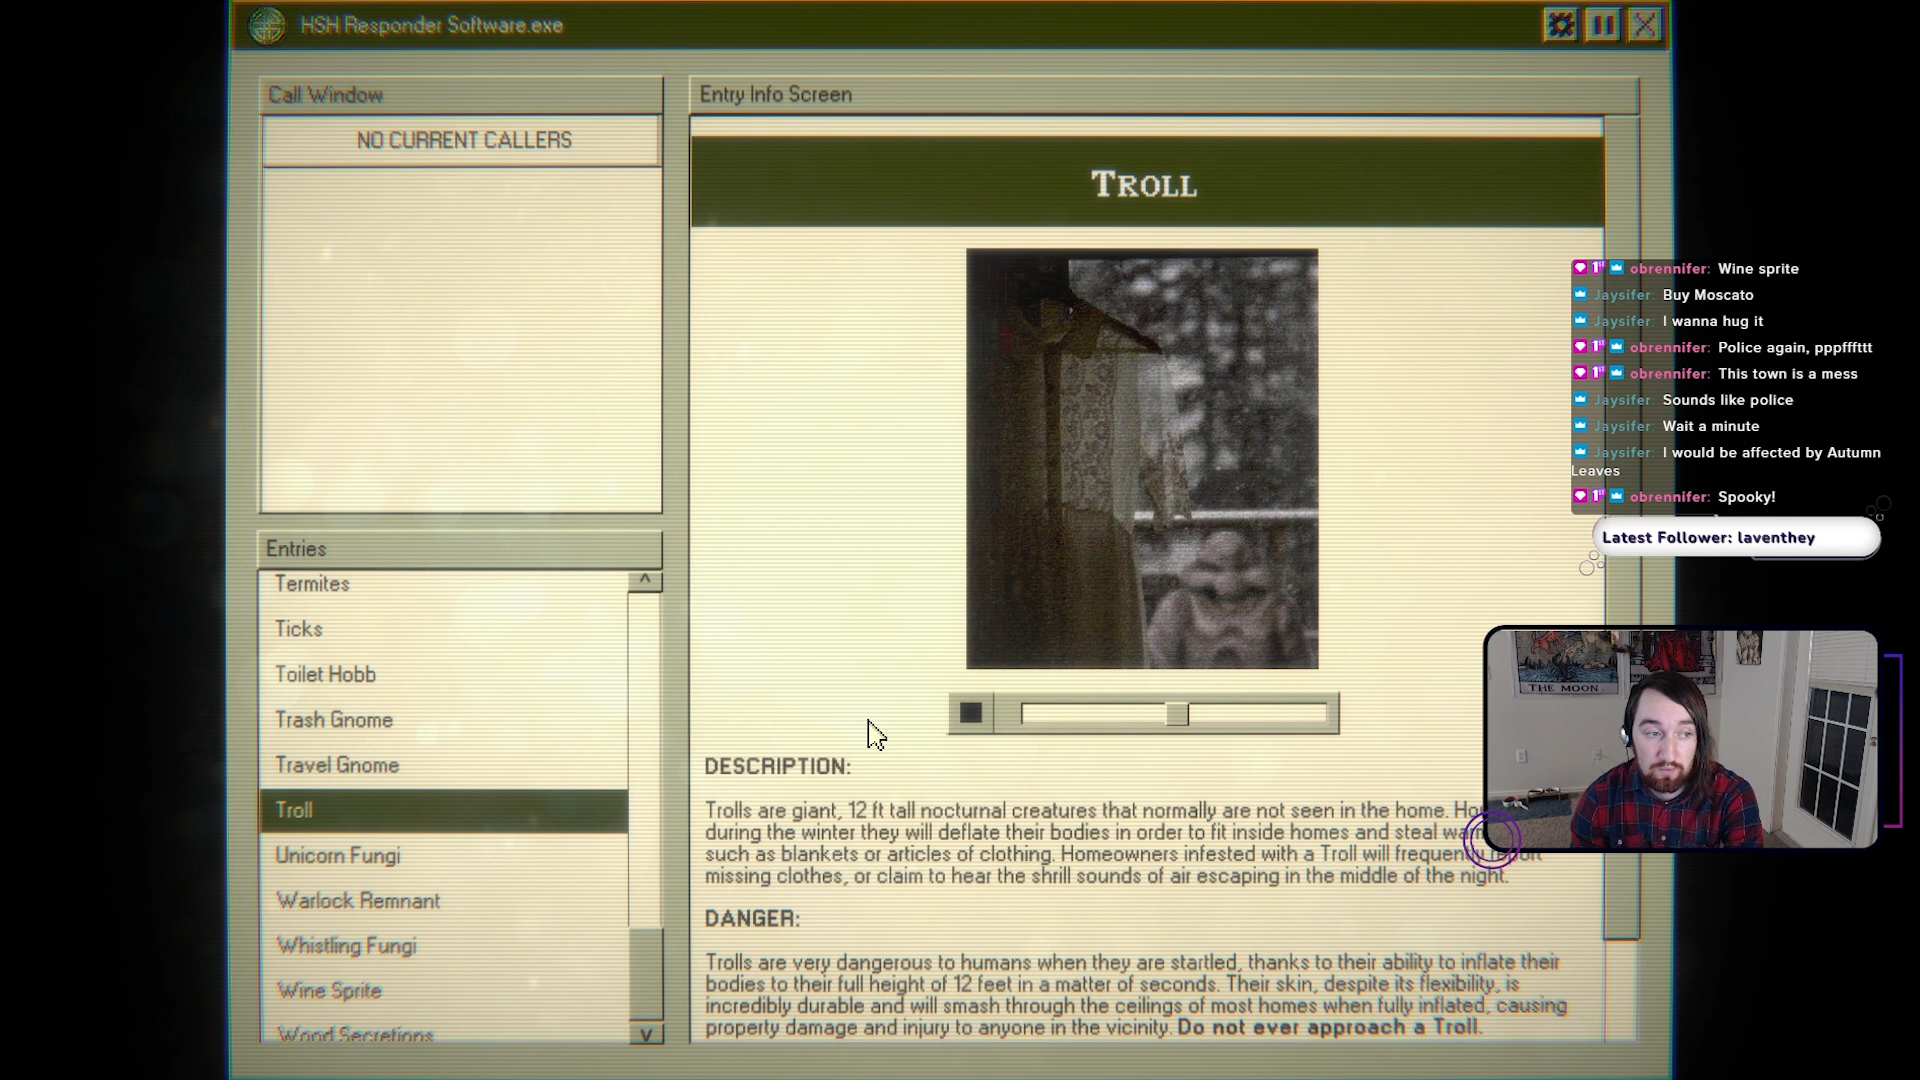 HSH Responder Software.exe
Call Window
NO CURRENT CALLERS
Entries
Termites
Ticks
Toilet Hobb
Trash Gnome
Travel Gnome
Troll
Unicorn Fungi
Warlock Remnant
Whistling Fungi
Wine Sprite
Wood Secretions
Entry Info Screen
TROLL
DESCRIPTION:
Trolls are giant, 12 ft tall nocturnal creatures that normally are not seen in the home.
during the winter they will deflate their bodies in order to fit inside homes and steal
such as blankets or articles of clothing. Homeowners infested with a Troll will frequently report
missing clothes, or claim to hear the shrill sounds of air escaping in the middle of the night.
DANGER:
Trolls are very dangerous to humans when they are startled, thanks to their ability to inflate their
bodies to their full height of 12 feet in a matter of seconds. Their skin, despite its flexibility, is
incredibly durable and will smash through the ceilings of most homes when fully inflated, causing
property damage and injury to anyone in the vicinity. Do not ever approach a Troll.
obrennifer: Wine sprite
Jaysifer: Buy Moscato
Jaysifer: I wanna hug it
obrennifer: Police again, pppfffttt
obrennifer: This town is a mess
Jaysifer: Sounds like police
Jaysifer: Wait a minute
Jaysifer: I would be affected by Autumn
Leaves
obrennifer: Spooky!
Latest Follower: laventhey
THE MOON.